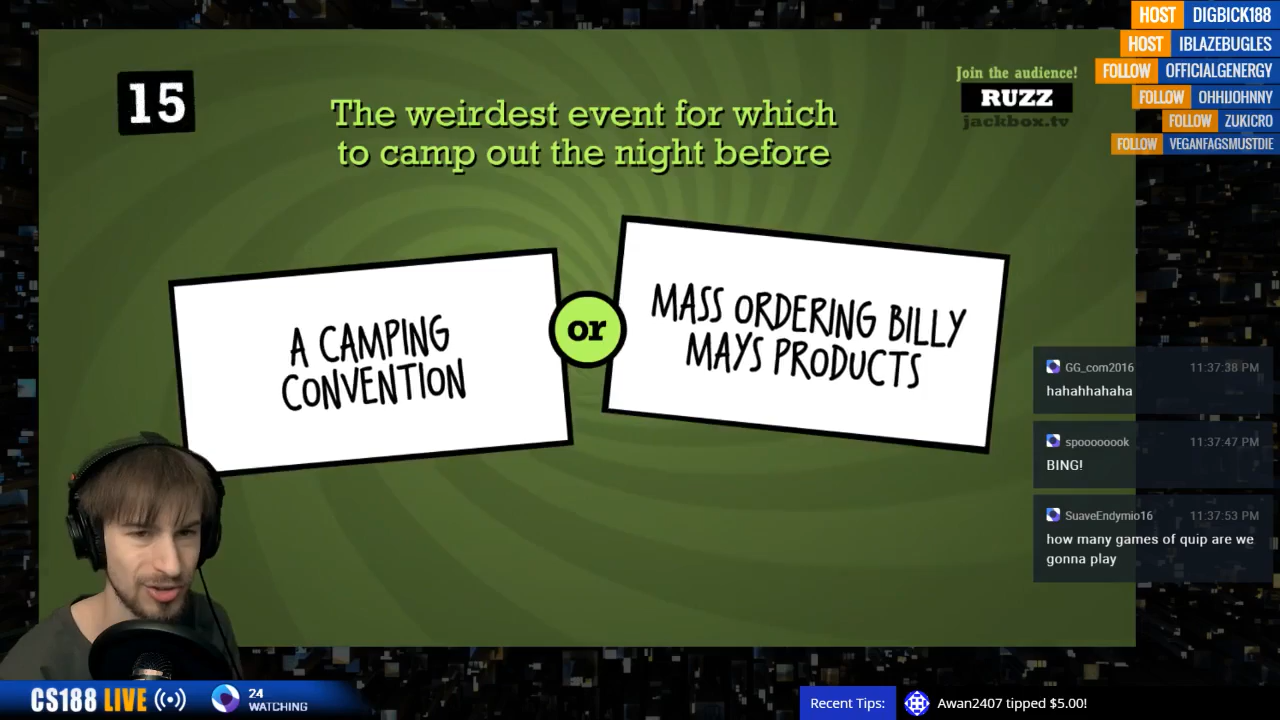 15
The weirdest event for which
to camp out the night before
Join the audience!
RUZZ
jackbox.tv
HOST DIGBICK188
HOST IBLAZEBUGLES
FOLLOW OFFICIALGENERGY
FOLLOW OHHIJOHNNY
FOLLOW ZUKICRO
FOLLOW VEGANFAGSMUSTDIE
A CAMPING
CONVENTION
or
MASS ORDERING BILLY
MAYS PRODUCTS
GG_com2016 11:37:38 PM
hahahhahaha
spooooook 11:37:47 PM
BING!
SuaveEndymio16 11:37:53 PM
how many games of quip are we
gonna play
CS188 LIVE
24
WATCHING
Recent Tips:
Awan2407 tipped $5.00!